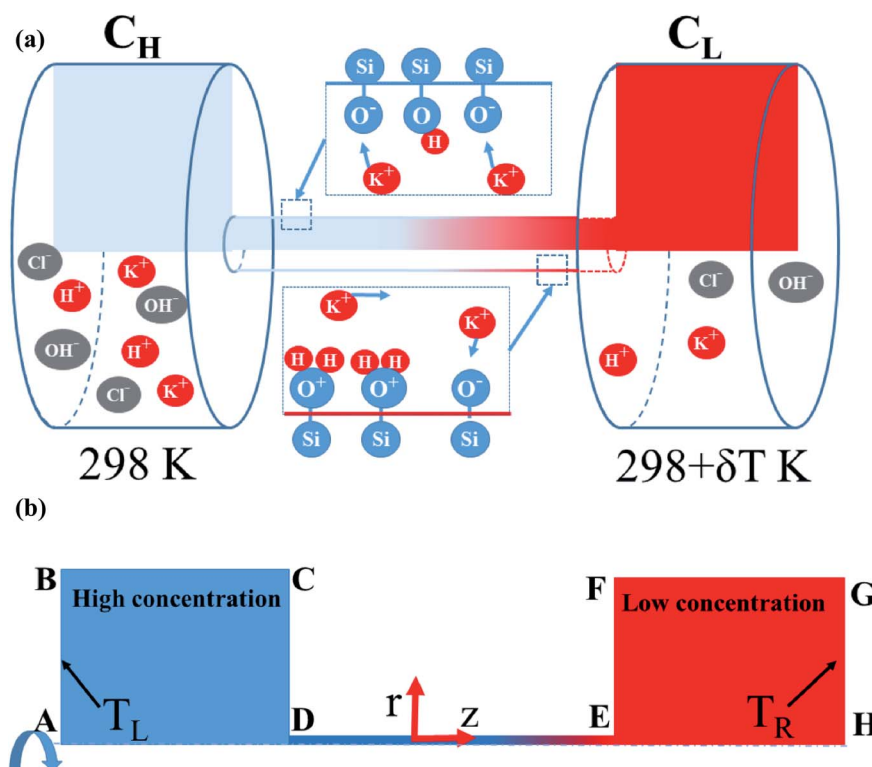 (a)
C_H
C_L
Si Si Si
O⁻ O O⁻
H
K⁺ K⁺
Cl⁻ K⁺
H⁺ OH⁻
OH⁻ H⁺
Cl⁻ K⁺
K⁺
K⁺
H H H H
O⁺ O⁺ O⁻
Si Si Si
Cl⁻ OH⁻
H⁺ K⁺
298 K
298+δT K
(b)
B C F G
High concentration Low concentration
T_L r z T_R
A D E H